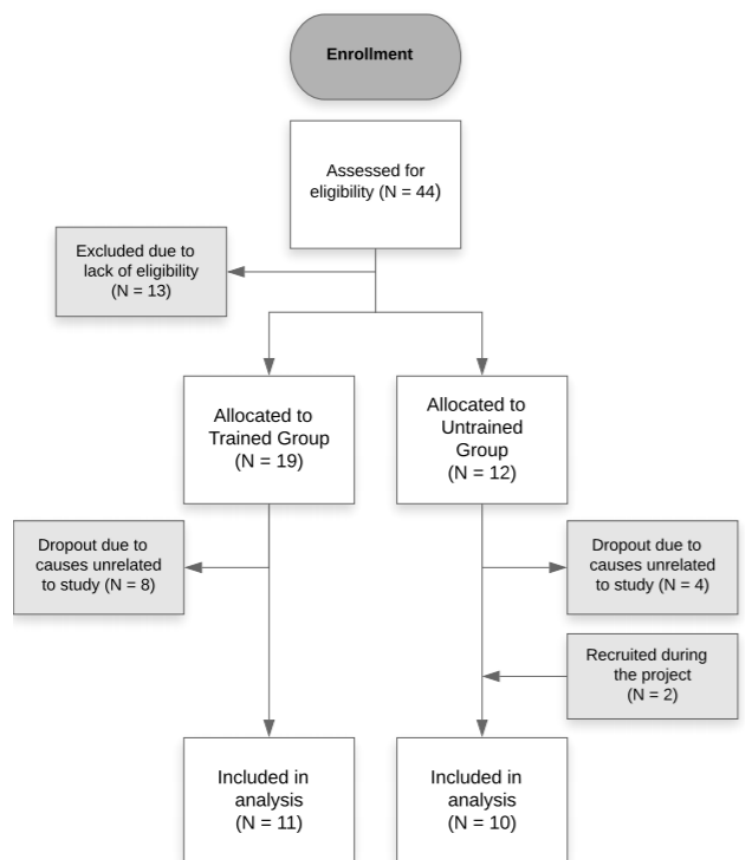 Enrollment
Assessed for
eligibility (N = 44)
Excluded due to
lack of eligibility
(N = 13)
Allocated to
Trained Group
(N = 19)
Allocated to
Untrained
Group
(N = 12)
Dropout due to
causes unrelated
to study (N = 8)
Dropout due to
causes unrelated
to study (N = 4)
Recruited during
the project
(N = 2)
Included in
analysis
(N = 11)
Included in
analysis
(N = 10)